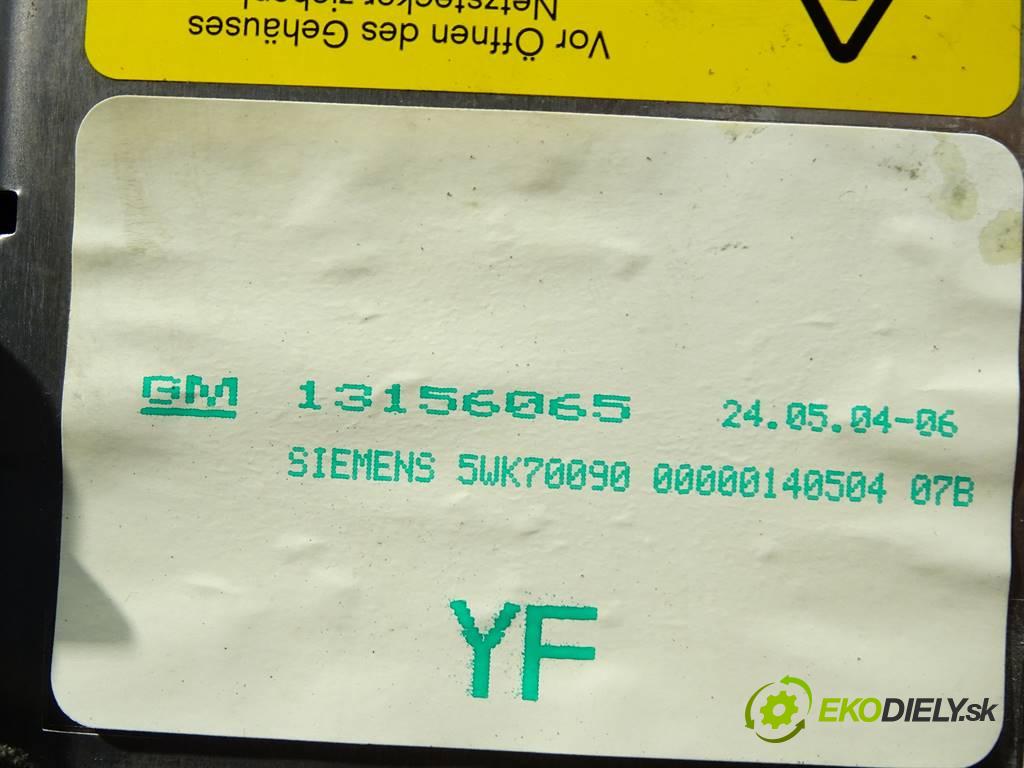 Vor Öffnen des Gehäuses
Netzstecker ziehen!
GM 13156065 24.05.04-06
SIEMENS 5WK70090 00000140504 07B
YF
EKODIELY.sk